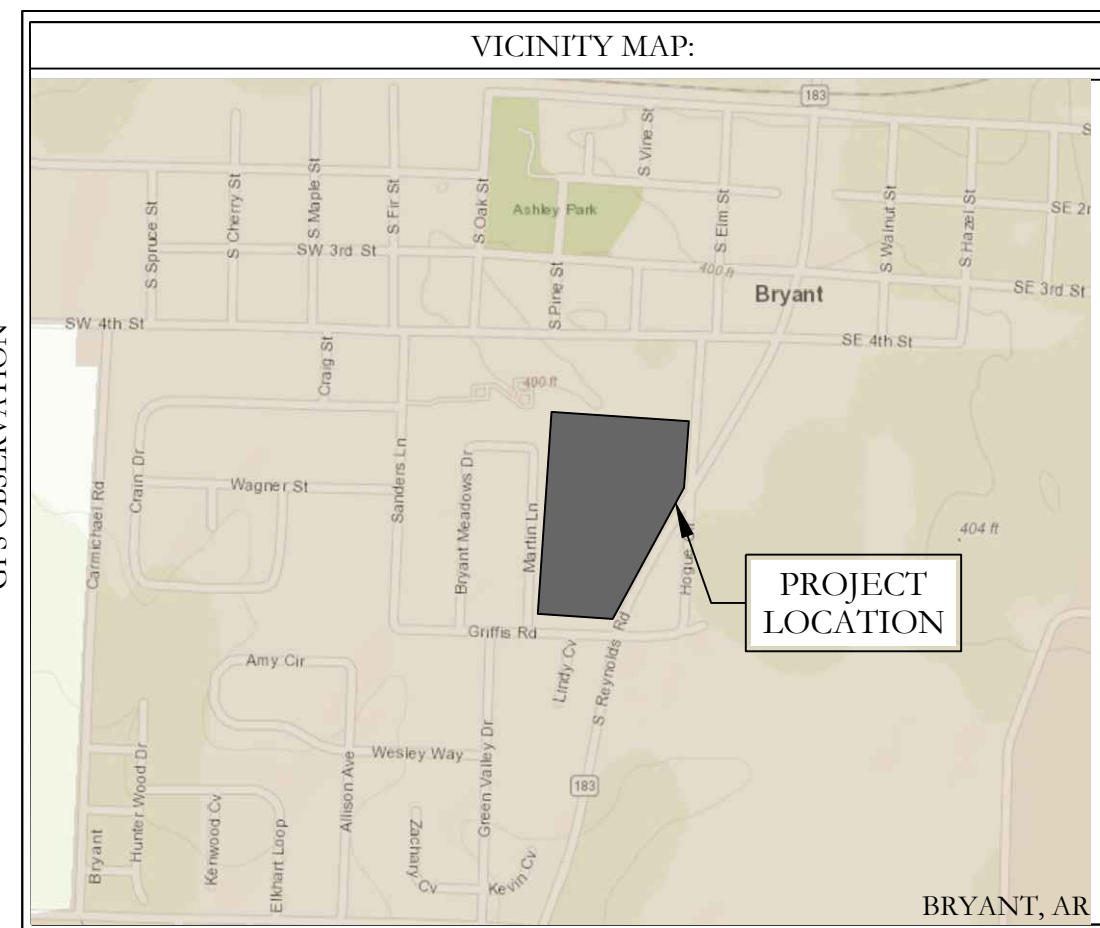 VICINITY MAP:
GPS OBSERVATION
183
S Vine St
S Maple St
S Cherry St
S Fir St
S Oak St
Ashley Park
S Elm St
S Walnut St
S Hazel St
S Spruce St
SW 3rd St
S Pine St
400 ft
Bryant
SE 3rd St
SW 4th St
SE 4th St
Craig St
400 ft
Sanders Ln
Crain Dr
Wagner St
Bryant Meadows Dr
Martin Ln
Carmichael Rd
404 ft
PROJECT
LOCATION
Griffis Rd
Lindy Cv
S Reynolds Rd
Amy Cir
Wesley Way
Green Valley Dr
183
Hunter Wood Dr
Allison Ave
Kenwood Cv
Elkhart Loop
Zachary Cv
Kevin Cv
Bryant
BRYANT, AR